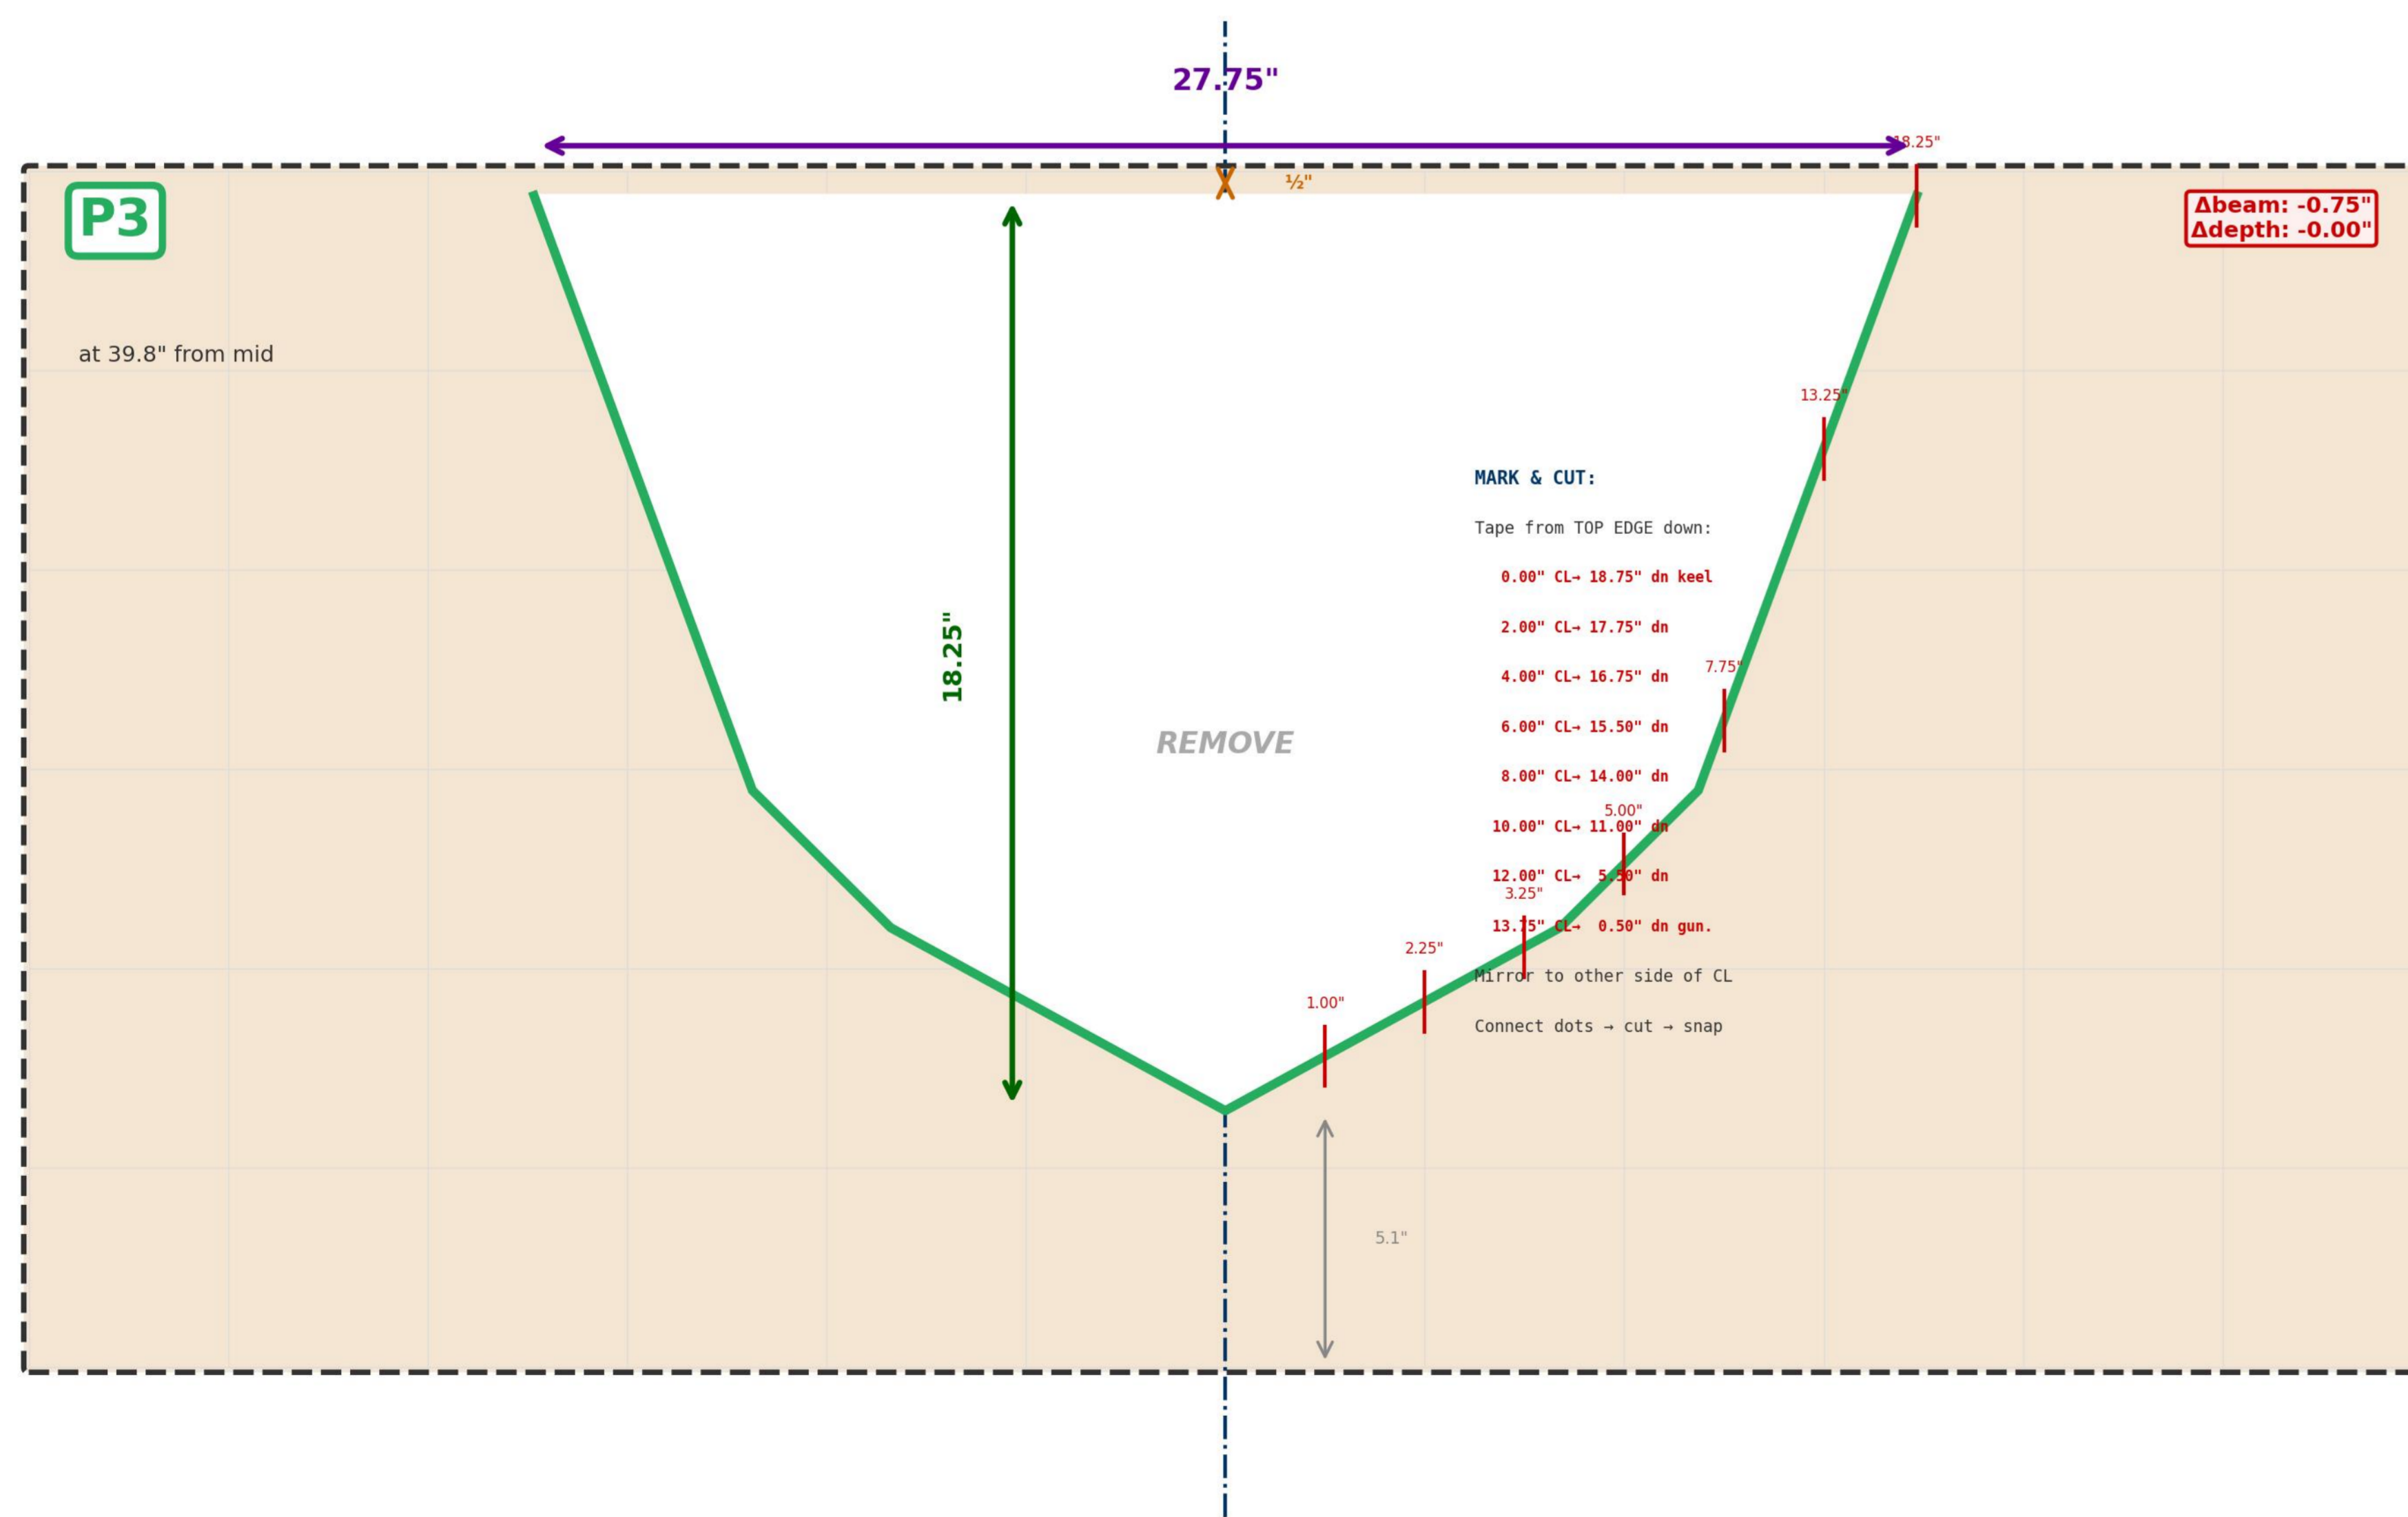 27.75"
18.25"
½"
P3
Δbeam: -0.75"
Δdepth: -0.00"
at 39.8" from mid
13.25"
MARK & CUT:
Tape from TOP EDGE down:
0.00" CL→ 18.75" dn keel
2.00" CL→ 17.75" dn
18.25"
7.75"
4.00" CL→ 16.75" dn
6.00" CL→ 15.50" dn
REMOVE
8.00" CL→ 14.00" dn
5.00"
10.00" CL→ 11.00" dn
12.00" CL→ 5.50" dn
3.25"
13.75" CL→ 0.50" dn gun.
2.25"
Mirror to other side of CL
1.00"
Connect dots → cut → snap
5.1"